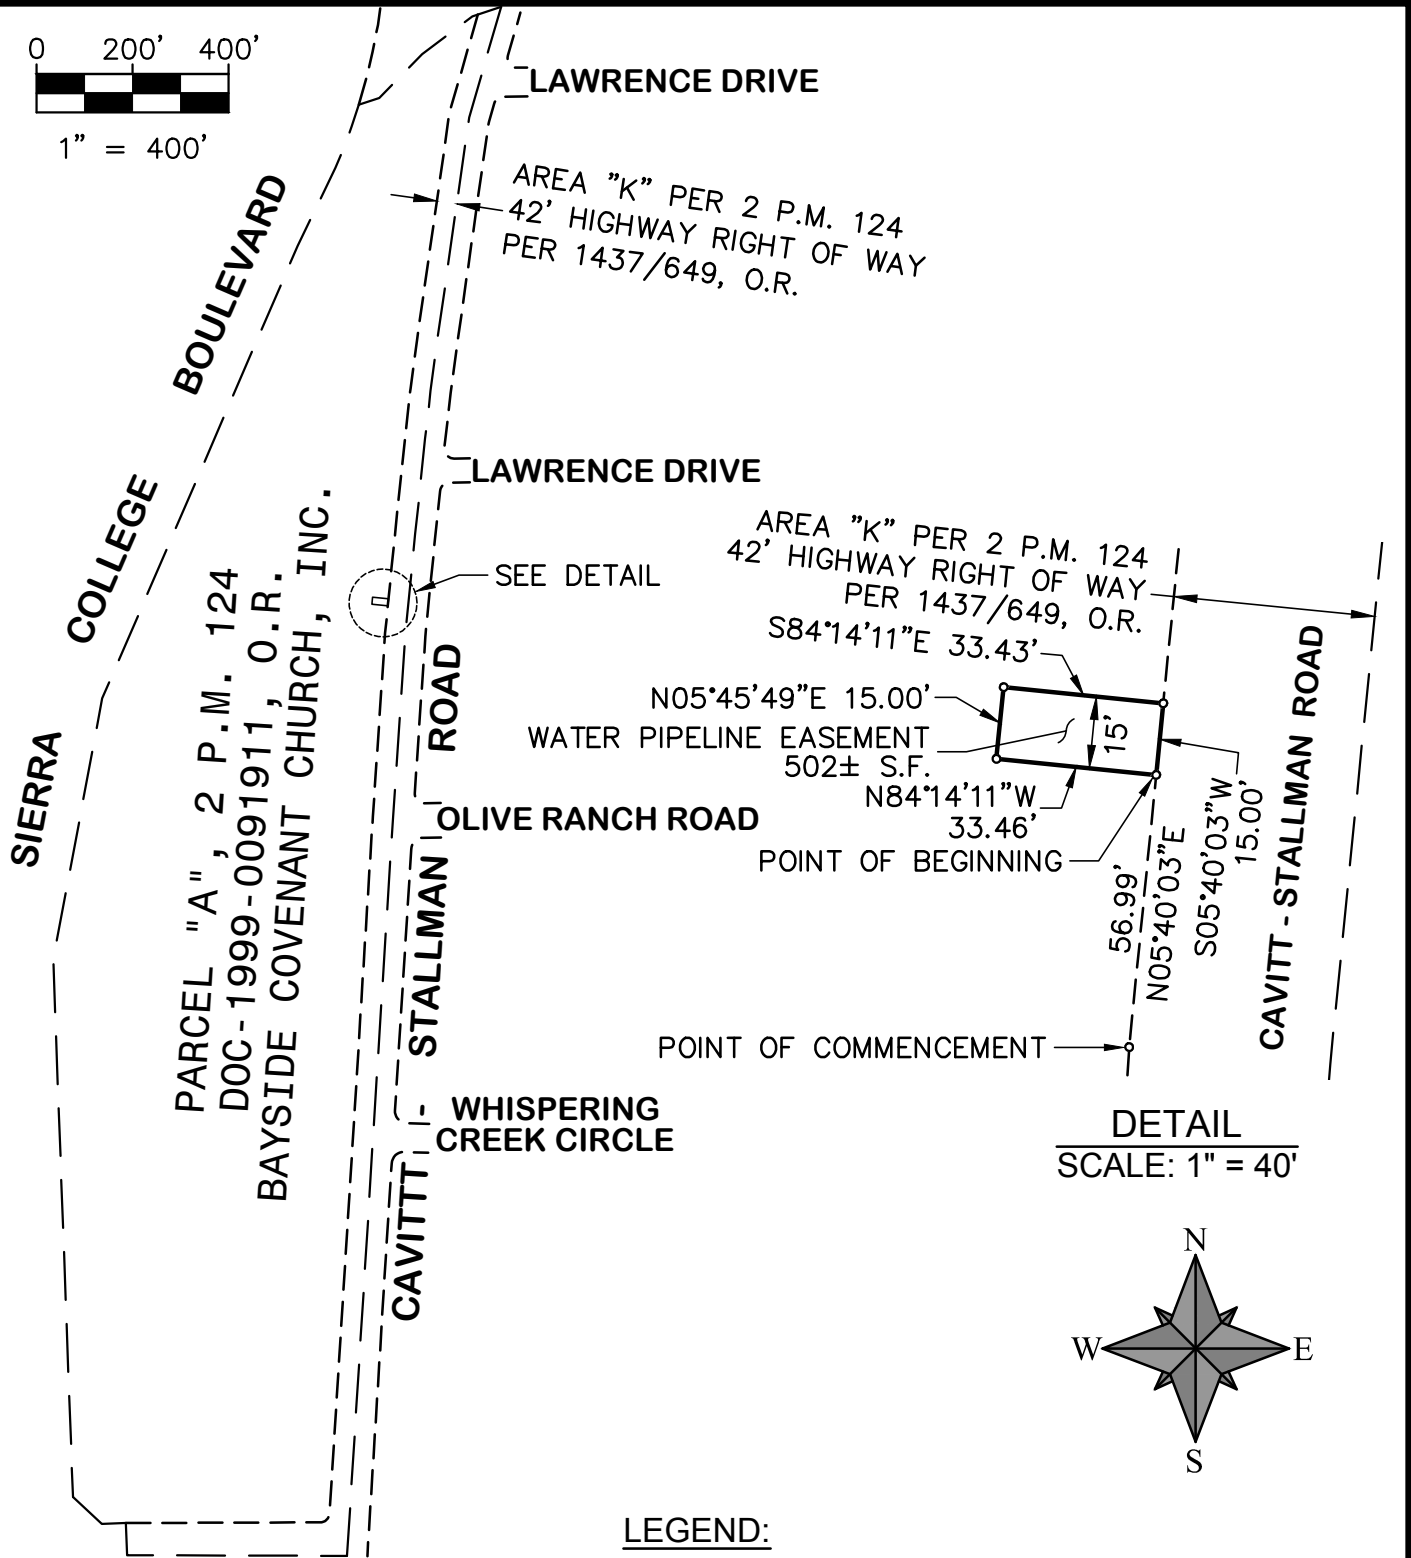 0 200' 400'
1" = 400'
LAWRENCE DRIVE
AREA "K" PER 2 P.M. 124
42' HIGHWAY RIGHT OF WAY
PER 1437/649, O.R.
SIERRA COLLEGE BOULEVARD
LAWRENCE DRIVE
SEE DETAIL
PARCEL "A", 2 P.M. 124
DOC-1999-0091911, O.R.
BAYSIDE COVENANT CHURCH, INC.
CAVITT - STALLMAN ROAD
OLIVE RANCH ROAD
WHISPERING
CREEK CIRCLE
AREA "K" PER 2 P.M. 124
42' HIGHWAY RIGHT OF WAY
PER 1437/649, O.R.
S84°14'11"E 33.43'
N05°45'49"E 15.00'
WATER PIPELINE EASEMENT
502± S.F.
15'
N84°14'11"W
33.46'
POINT OF BEGINNING
56.99'
N05°40'03"E
S05°40'03"W
15.00'
CAVITT - STALLMAN ROAD
POINT OF COMMENCEMENT
DETAIL
SCALE: 1" = 40'
N
W E
S
LEGEND: